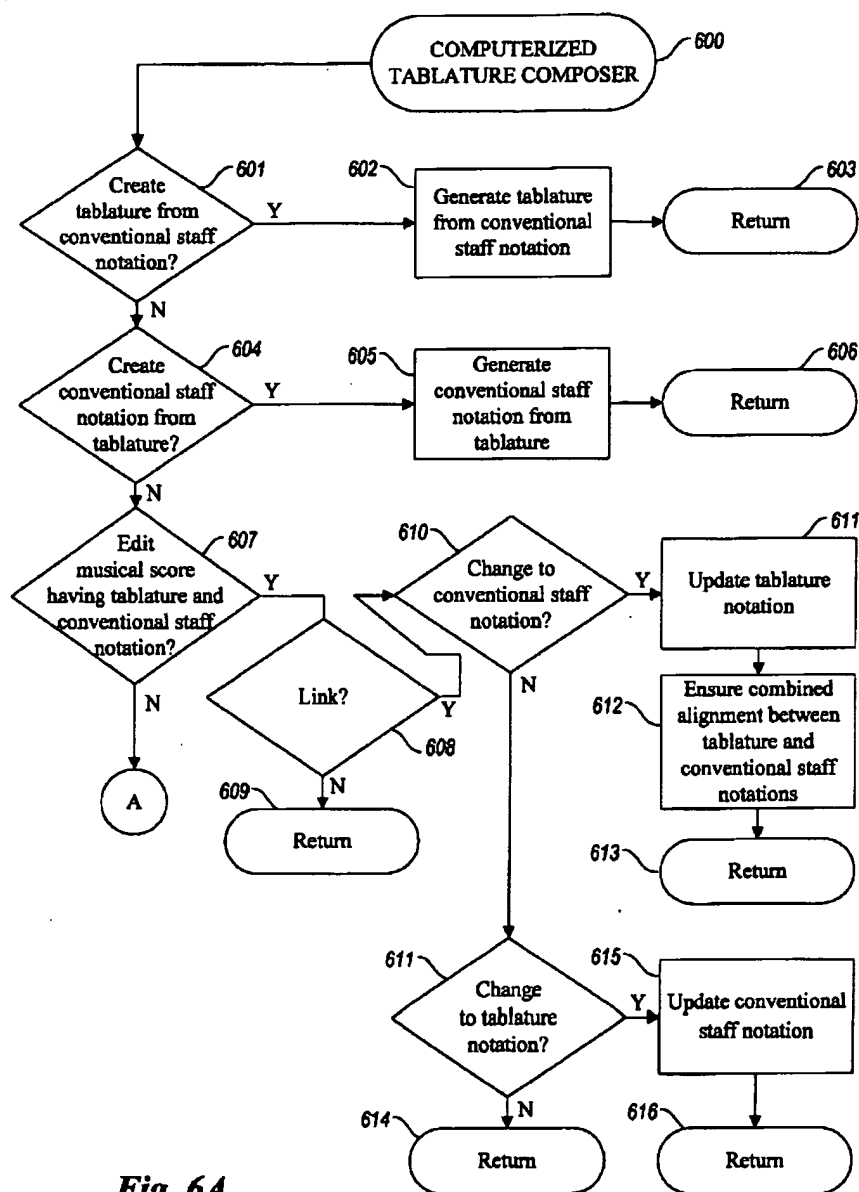 COMPUTERIZED
TABLATURE COMPOSER
600
Create
tablature from
conventional staff
notation?
601
Y
N
602
Generate tablature
from conventional
staff notation
603
Return
Create
conventional staff
notation from
tablature?
604
Y
N
605
Generate
conventional staff
notation from
tablature
606
Return
Edit
musical score
having tablature and
conventional staff
notation?
607
Y
N
A
Link?
608
Y
N
609
Return
610
Change to
conventional staff
notation?
Y
N
611
Update tablature
notation
612
Ensure combined
alignment between
tablature and
conventional staff
notations
613
Return
611
Change
to tablature
notation?
Y
N
614
Return
615
Update conventional
staff notation
616
Return
Fig. 6A